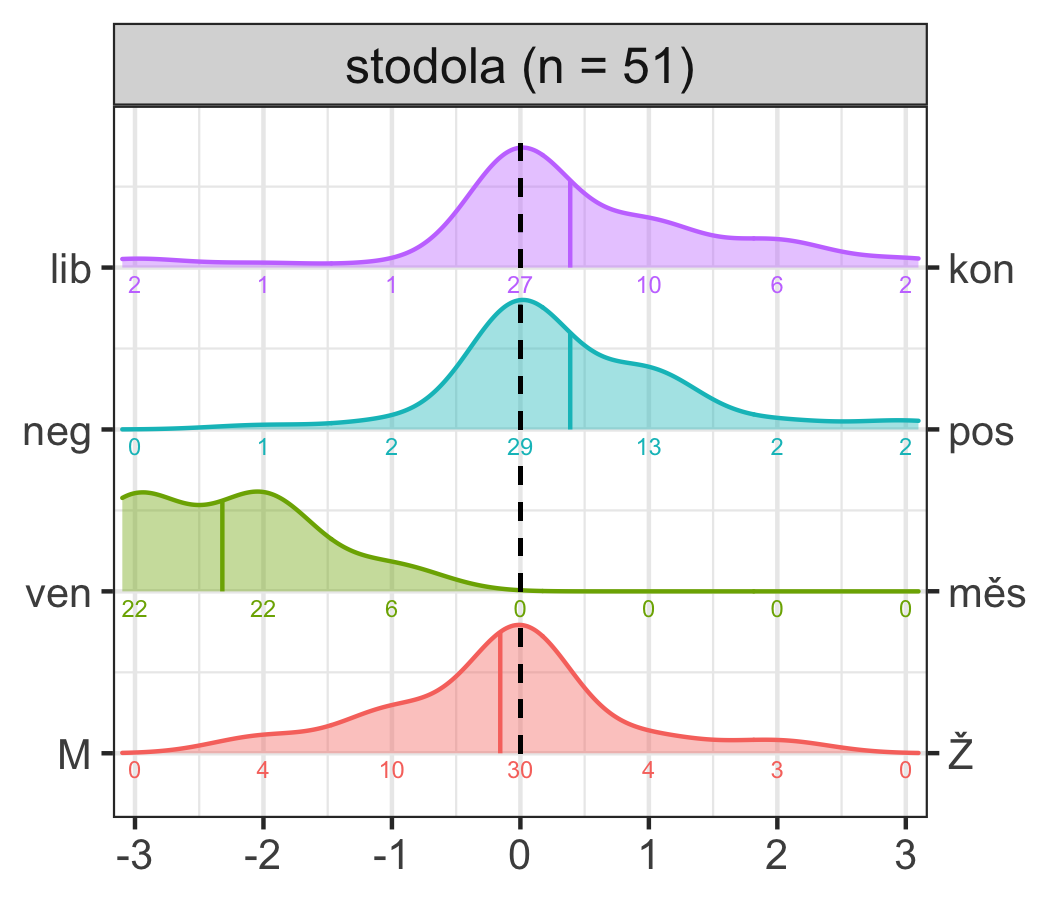 stodola (n = 51)
lib kon
2 1 1 27 10 6 2
neg pos
0 1 2 29 13 2 2
ven měs
22 22 6 0 0 0 0
M Ž
0 4 10 30 4 3 0
-3 -2 -1 0 1 2 3